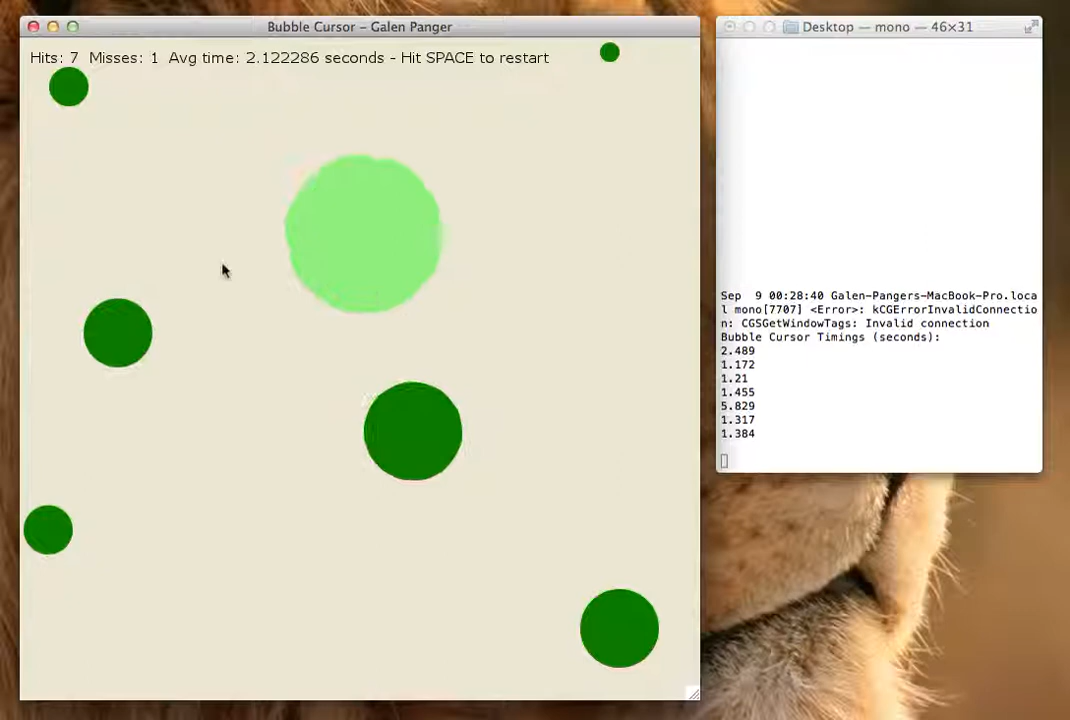 Bubble Cursor – Galen Panger
Hits: 7 Misses: 1 Avg time: 2.122286 seconds - Hit SPACE to restart
Desktop — mono — 46×31
Sep  9 00:28:40 Galen-Pangers-MacBook-Pro.loca
l mono[7707] <Error>: kCGErrorInvalidConnectio
n: CGSGetWindowTags: Invalid connection
Bubble Cursor Timings (seconds):
2.489
1.172
1.21
1.455
5.829
1.317
1.384